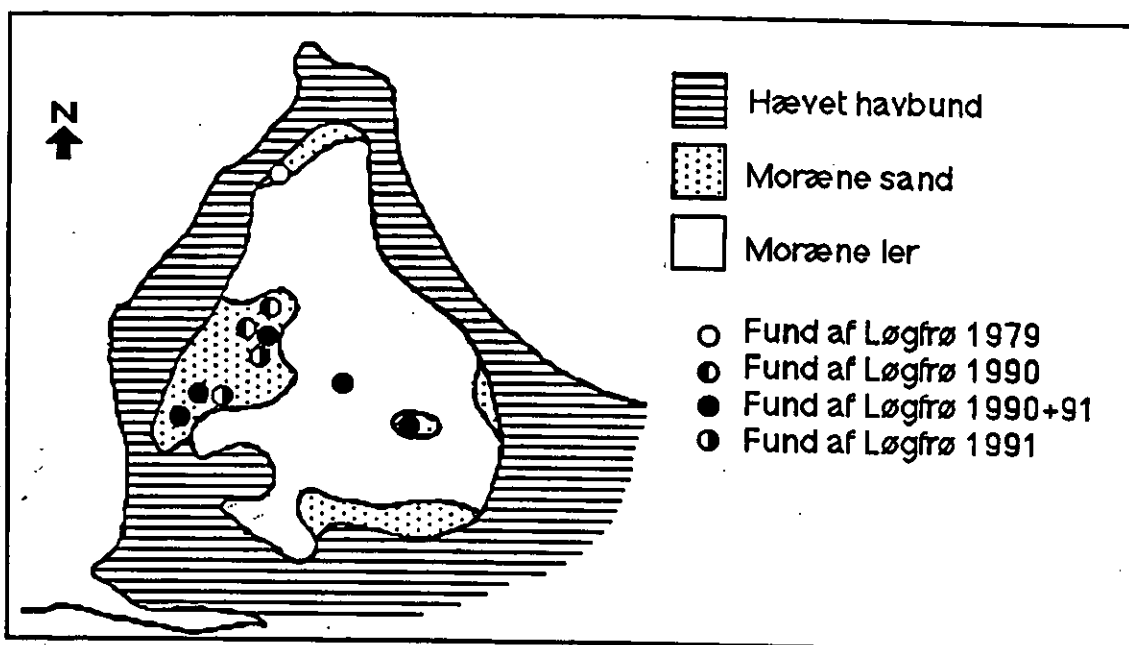 N
Hævet havbund
Moræne sand
Moræne ler
Fund af Løgfrø 1979
Fund af Løgfrø 1990
Fund af Løgfrø 1990+91
Fund af Løgfrø 1991